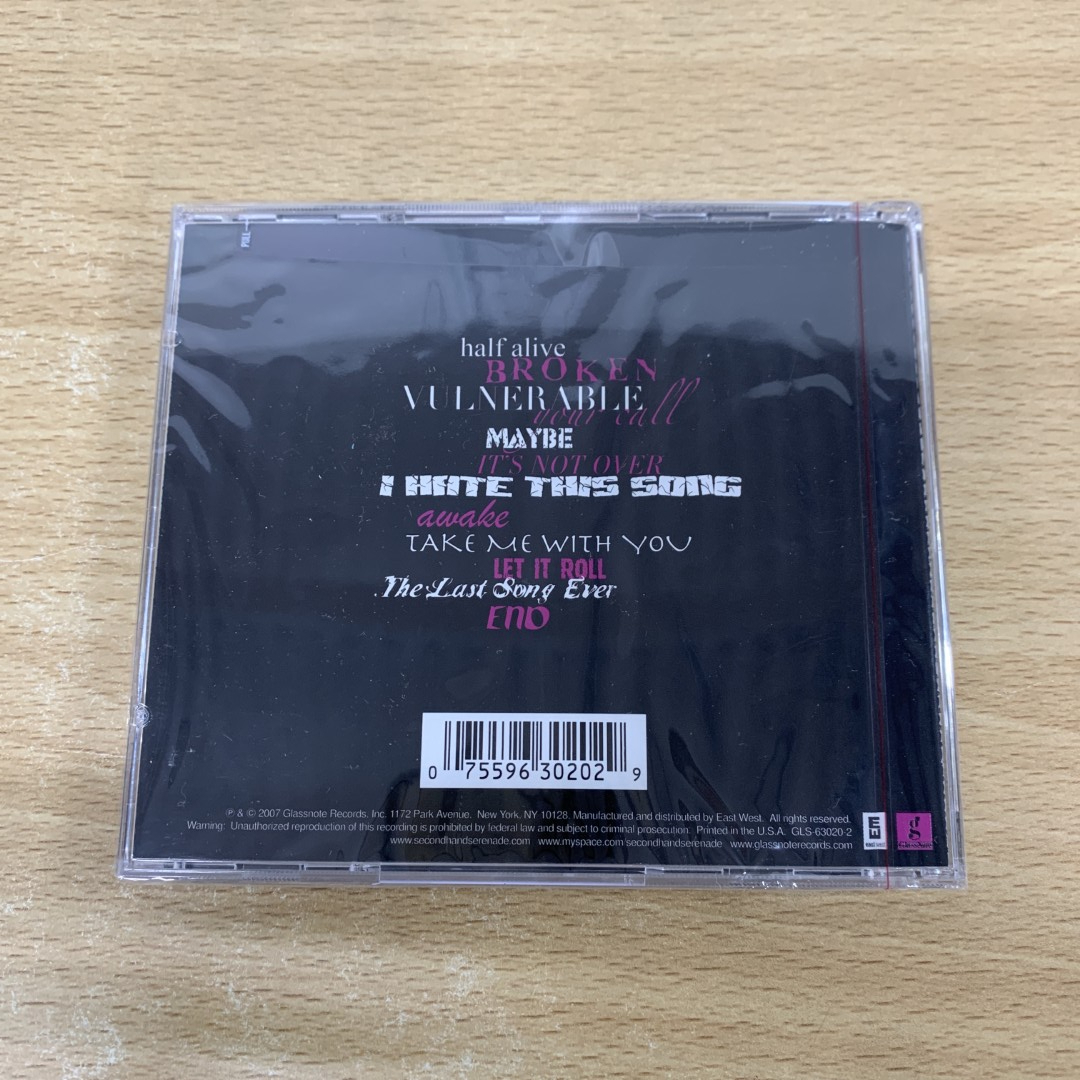 PULL
half alive
BROKEN
VULNERABLE
your call
MAYBE
IT'S NOT OVER
I HATE THIS SONG
awake
TAKE ME WITH YOU
LET IT ROLL
The Last Song Ever
END
0 75596 30202 9
℗ & © 2007 Glassnote Records, Inc. 1172 Park Avenue. New York, NY 10128. Manufactured and distributed by East West. All rights reserved.
Warning: Unauthorized reproduction of this recording is prohibited by federal law and subject to criminal prosecution. Printed in the U.S.A. GLS-63020-2
www.secondhandserenade.com www.myspace.com/secondhandserenade www.glassnoterecords.com
g